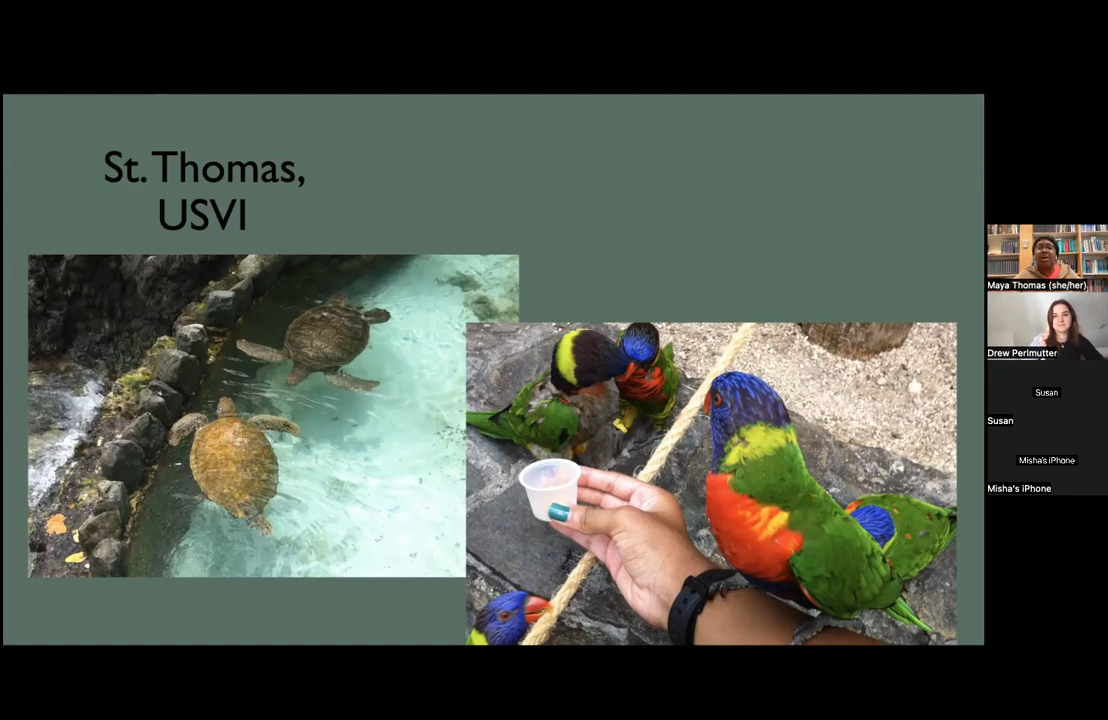 St. Thomas,
USVI
Maya Thomas (she/her)
Drew Perlmutter
Susan
Susan
Misha's iPhone
Misha's iPhone